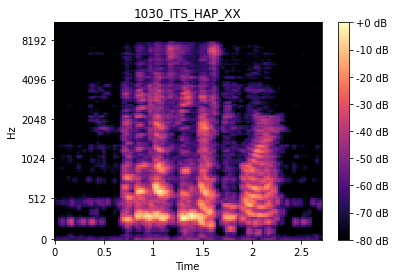 1030_ITS_HAP_XX
+0 dB
8192
-10 dB
4096
-20 dB
-30 dB
2048
-40 dB
Hz
1024
-50 dB
512
-60 dB
-70 dB
0
-80 dB
0 0.5 1 1.5 2 2.5
Time